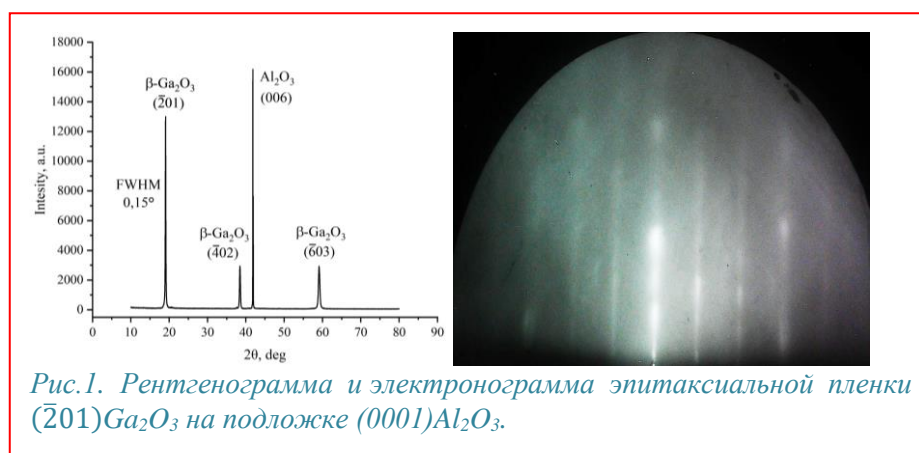 18000
16000
14000
12000
10000
8000
6000
4000
2000
0
Intesity, a.u.
β-Ga₂O₃
(2̅01)
Al₂O₃
(006)
FWHM
0,15º
β-Ga₂O₃
(4̅02)
β-Ga₂O₃
(6̅03)
0 10 20 30 40 50 60 70 80 90
2θ, deg
Рис.1. Рентгенограмма и электронограмма эпитаксиальной пленки
(2̅01)Ga₂O₃ на подложке (0001)Al₂O₃.